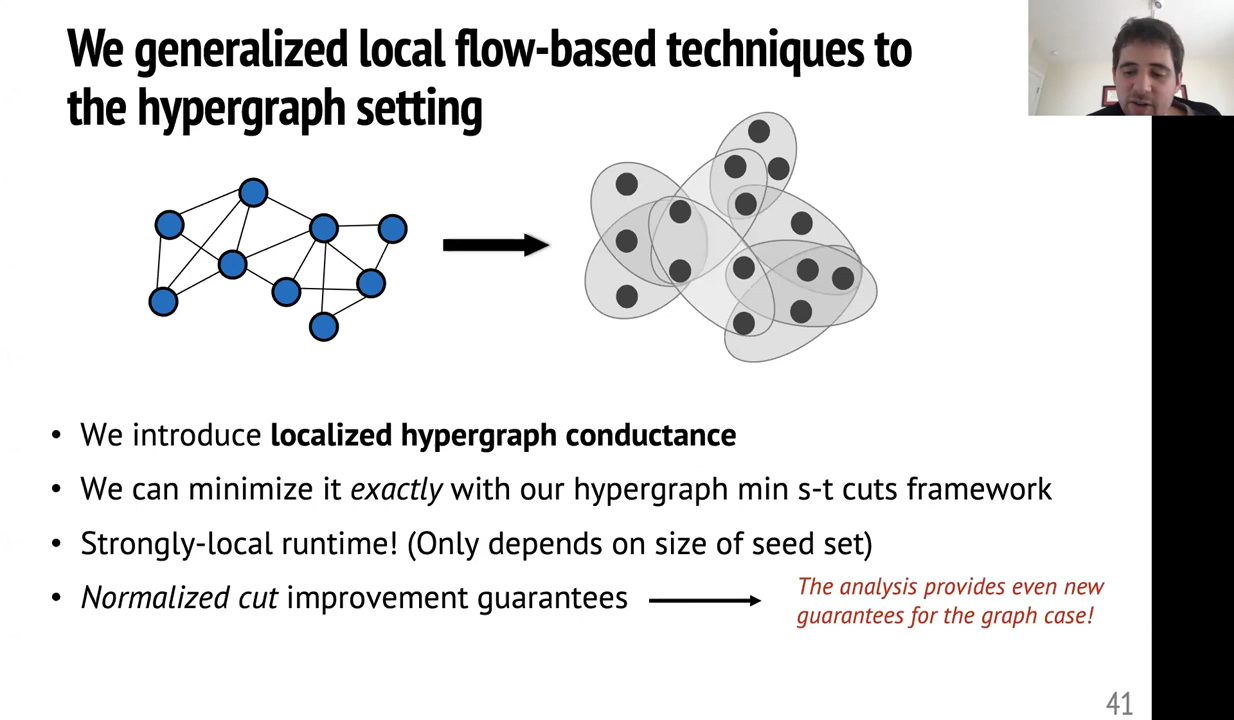 We generalized local flow-based techniques to
the hypergraph setting
• We introduce localized hypergraph conductance
• We can minimize it exactly with our hypergraph min s-t cuts framework
• Strongly-local runtime! (Only depends on size of seed set)
• Normalized cut improvement guarantees
The analysis provides even new
guarantees for the graph case!
41